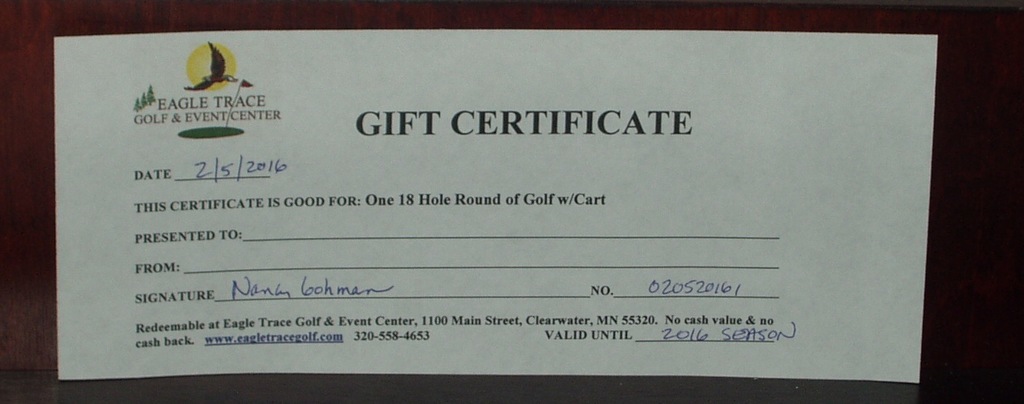 EAGLE TRACE
GOLF & EVENT CENTER
GIFT CERTIFICATE
DATE 2/5/2016
THIS CERTIFICATE IS GOOD FOR: One 18 Hole Round of Golf w/Cart
PRESENTED TO:
FROM:
SIGNATURE Nancy Lohman NO. 020520161
Redeemable at Eagle Trace Golf & Event Center, 1100 Main Street, Clearwater, MN 55320. No cash value & no
cash back. www.eagletracegolf.com 320-558-4653 VALID UNTIL 2016 SEASON